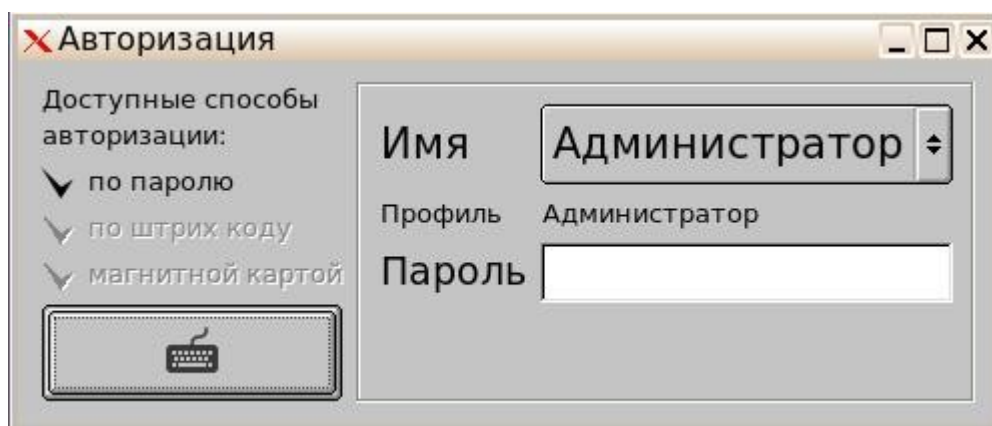 Авторизация
Доступные способы
авторизации:
по паролю
по штрих коду
магнитной картой
Имя
Администратор
Профиль
Администратор
Пароль